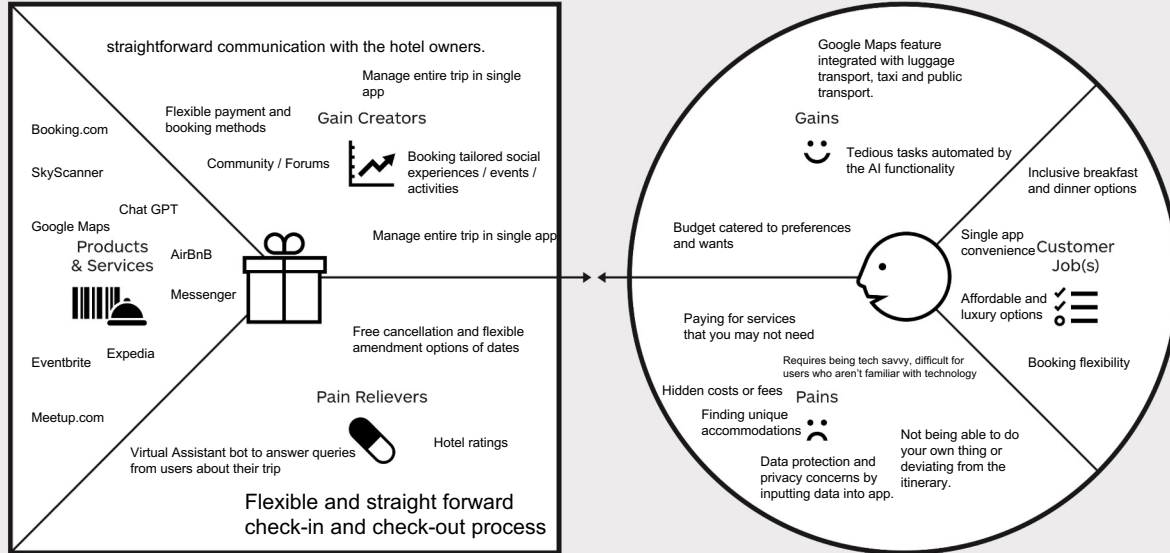 straightforward communication with the hotel owners.
Manage entire trip in single
app
Flexible payment and
booking methods
Gain Creators
Community / Forums
Booking tailored social
experiences / events /
activities
Manage entire trip in single app
Booking.com
SkyScanner
Chat GPT
Google Maps
Products
& Services
AirBnB
Messenger
Expedia
Eventbrite
Meetup.com
Free cancellation and flexible
amendment options of dates
Pain Relievers
Hotel ratings
Virtual Assistant bot to answer queries
from users about their trip
Flexible and straight forward
check-in and check-out process
Google Maps feature
integrated with luggage
transport, taxi and public
transport.
Gains
Tedious tasks automated by
the AI functionality
Budget catered to preferences
and wants
Inclusive breakfast
and dinner options
Single app
convenience
Customer
Job(s)
Affordable and
luxury options
Booking flexibility
Paying for services
that you may not need
Requires being tech savvy, difficult for
users who aren't familiar with technology
Hidden costs or fees
Pains
Finding unique
accommodations
Data protection and
privacy concerns by
inputting data into app.
Not being able to do
your own thing or
deviating from the
itinerary.